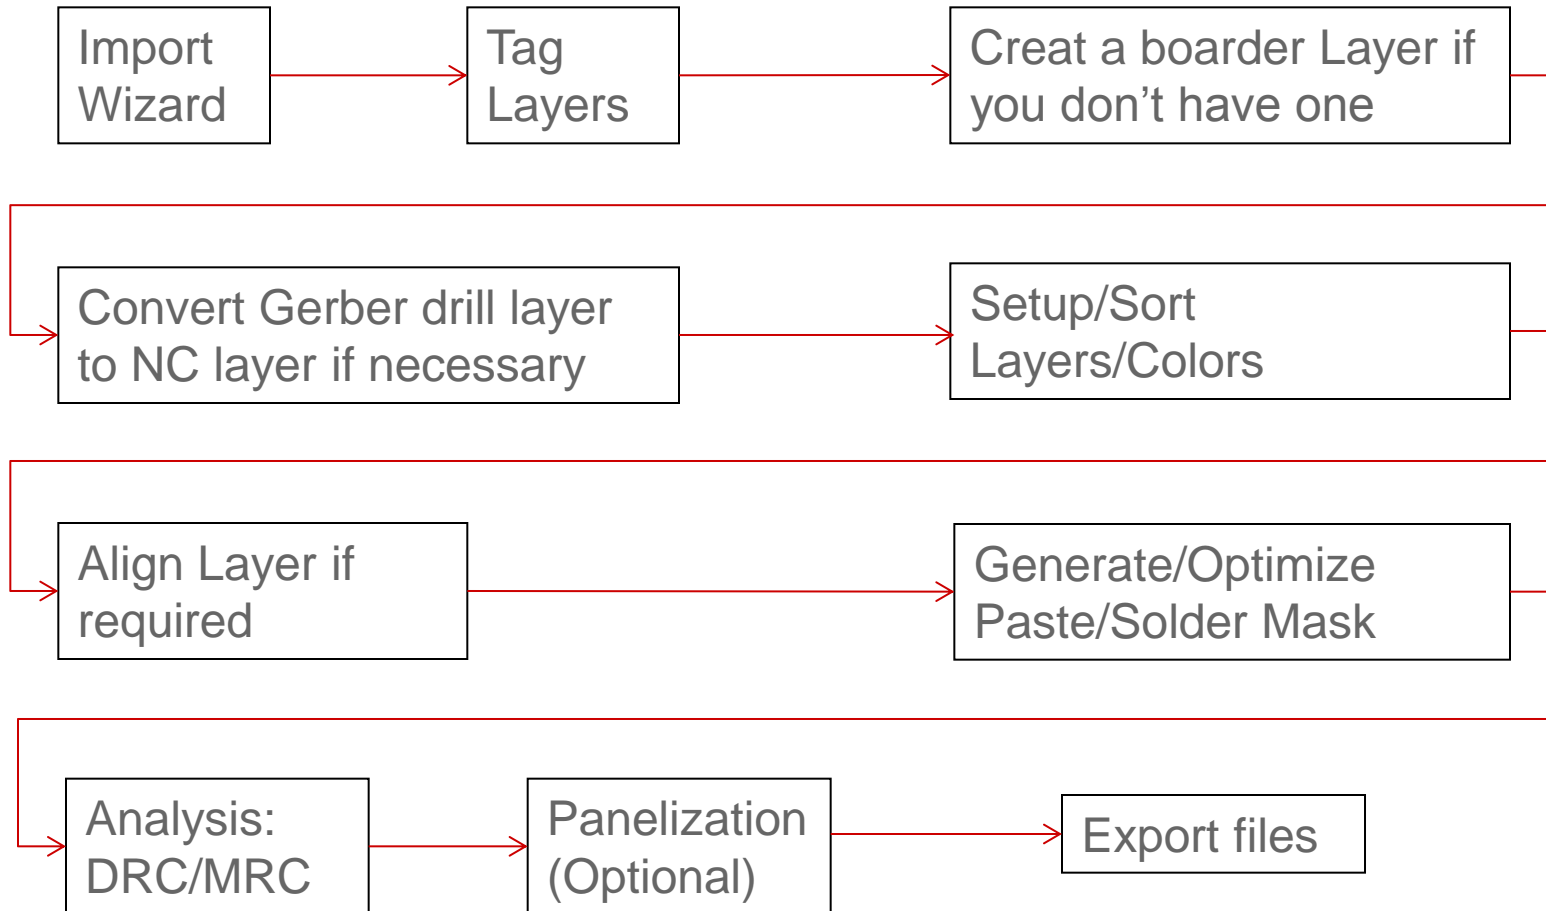 Import
Wizard
Tag
Layers
Creat a boarder Layer if
you don’t have one
Convert Gerber drill layer
to NC layer if necessary
Setup/Sort
Layers/Colors
Align Layer if
required
Generate/Optimize
Paste/Solder Mask
Analysis:
DRC/MRC
Panelization
(Optional)
Export files